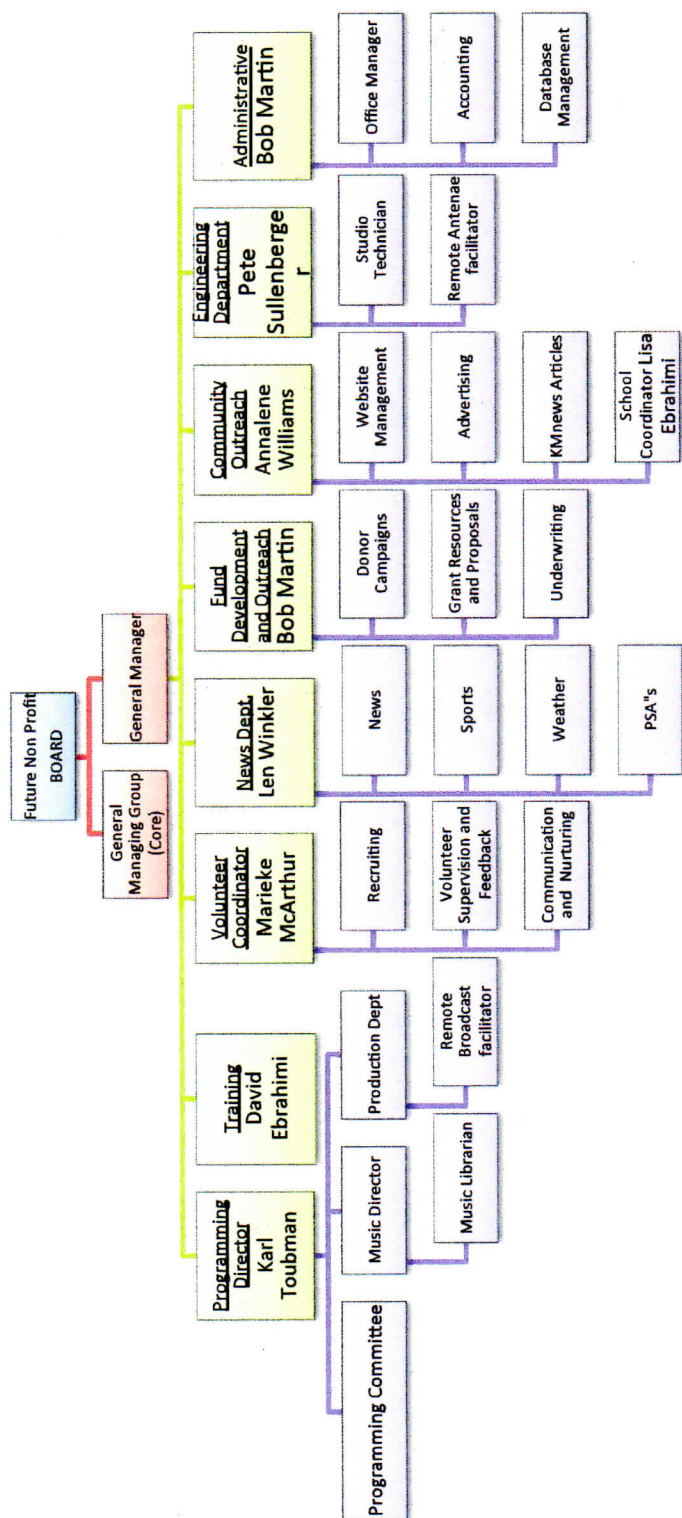 Future Non Profit
BOARD
General
Managing Group
(Core)
General Manager
Programming
Director
Karl
Toubman
Training
David
Ebrahimi
Volunteer
Coordinator
Marieke
McArthur
News Dept.
Len Winkler
Fund
Development
and Outreach
Bob Martin
Community
Outreach
Annalene
Williams
Engineering
Department
Pete
Sullenberge
r
Administrative
Bob Martin
Programming Committee
Music Director
Music Librarian
Production Dept
Remote
Broadcast
facilitator
Recruiting
Volunteer
Supervision and
Feedback
Communication
and Nurturing
News
Sports
Weather
PSA"s
Donor
Campaigns
Grant Resources
and Proposals
Underwriting
Website
Management
Advertising
KMnews Articles
School
Coordinator Lisa
Ebrahimi
Studio
Technician
Remote Antenae
facilitator
Office Manager
Accounting
Database
Management